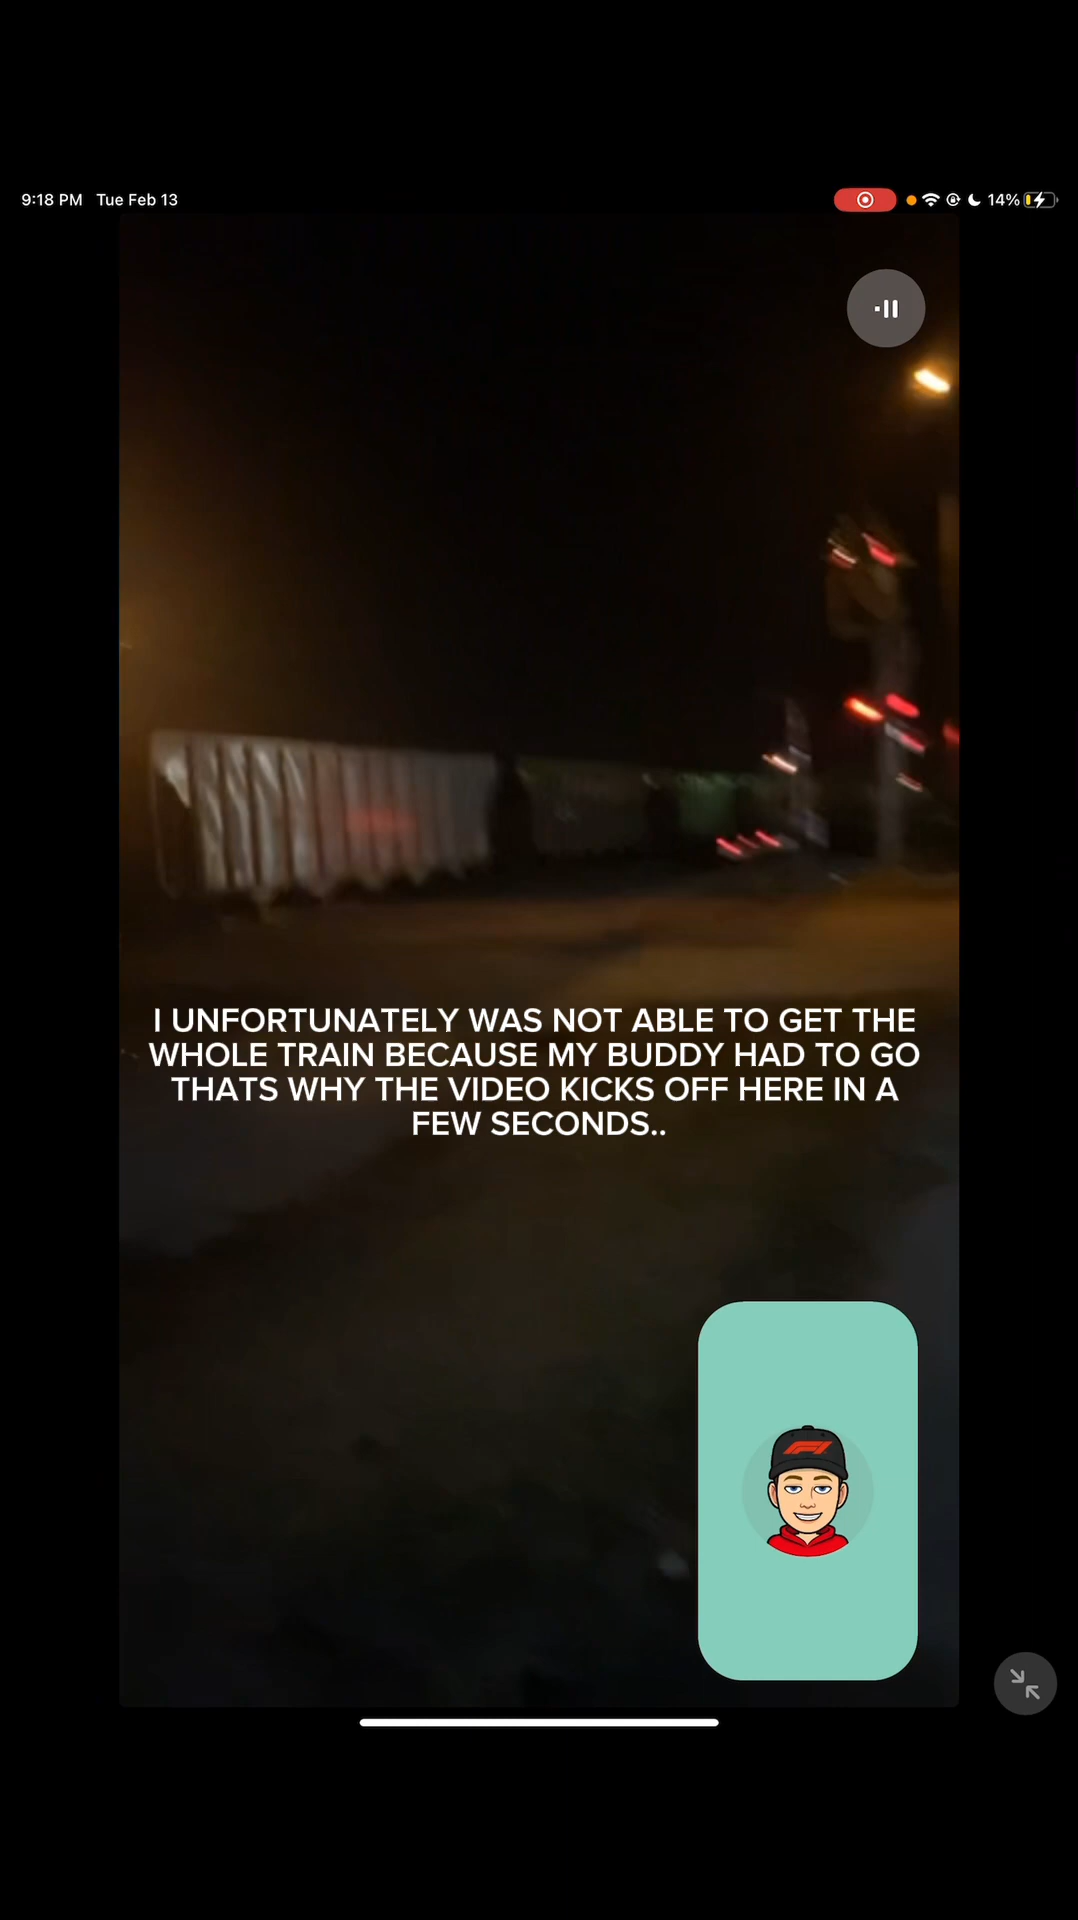 9:18 PM Tue Feb 13 14%
I UNFORTUNATELY WAS NOT ABLE TO GET THE
WHOLE TRAIN BECAUSE MY BUDDY HAD TO GO
THATS WHY THE VIDEO KICKS OFF HERE IN A
FEW SECONDS..